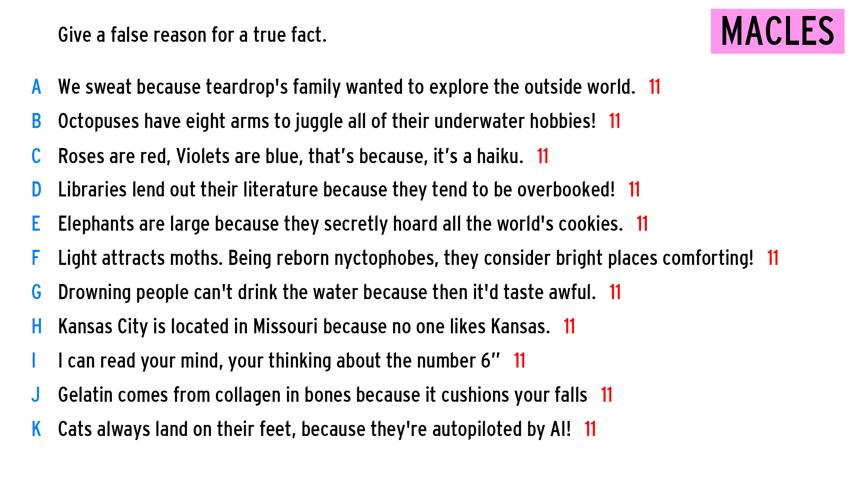 Give a false reason for a true fact.
MACLES
A We sweat because teardrop's family wanted to explore the outside world. 11
B Octopuses have eight arms to juggle all of their underwater hobbies! 11
C Roses are red, Violets are blue, that’s because, it’s a haiku. 11
D Libraries lend out their literature because they tend to be overbooked! 11
E Elephants are large because they secretly hoard all the world's cookies. 11
F Light attracts moths. Being reborn nyctophobes, they consider bright places comforting! 11
G Drowning people can't drink the water because then it'd taste awful. 11
H Kansas City is located in Missouri because no one likes Kansas. 11
I I can read your mind, your thinking about the number 6” 11
J Gelatin comes from collagen in bones because it cushions your falls 11
K Cats always land on their feet, because they're autopiloted by AI! 11